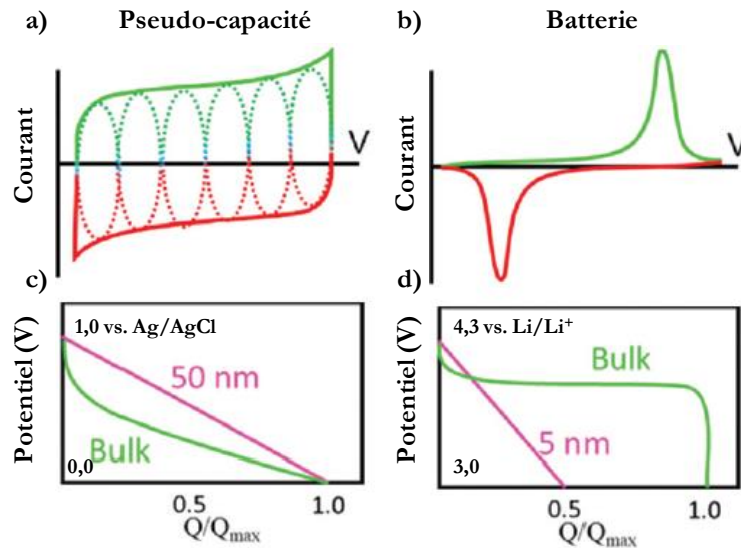 a) Pseudo-capacité
b) Batterie
Courant
V
Courant
V
c)
d)
Potentiel (V)
1,0 vs. Ag/AgCl
50 nm
Bulk
0,0
0.5 1.0
Q/Qmax
Potentiel (V)
4,3 vs. Li/Li⁺
Bulk
5 nm
3,0
0.5 1.0
Q/Qmax